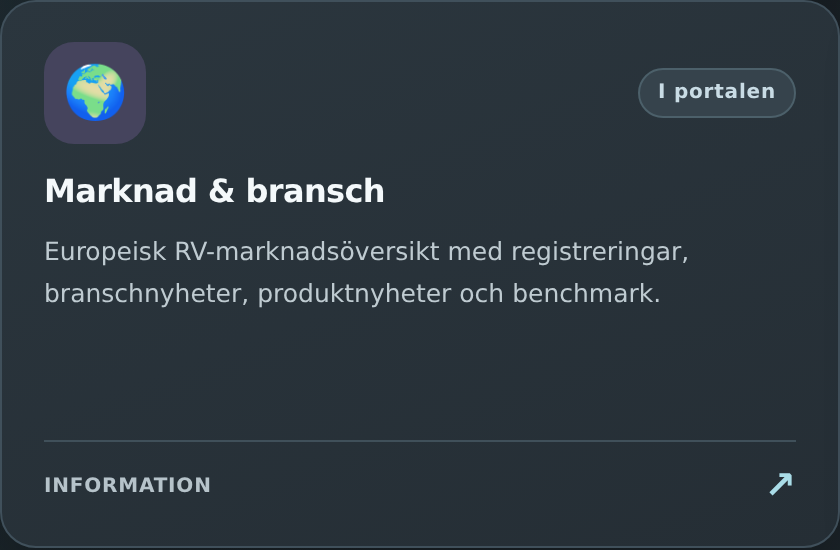 I portalen
Marknad & bransch
Europeisk RV-marknadsöversikt med registreringar,
branschnyheter, produktnyheter och benchmark.
INFORMATION